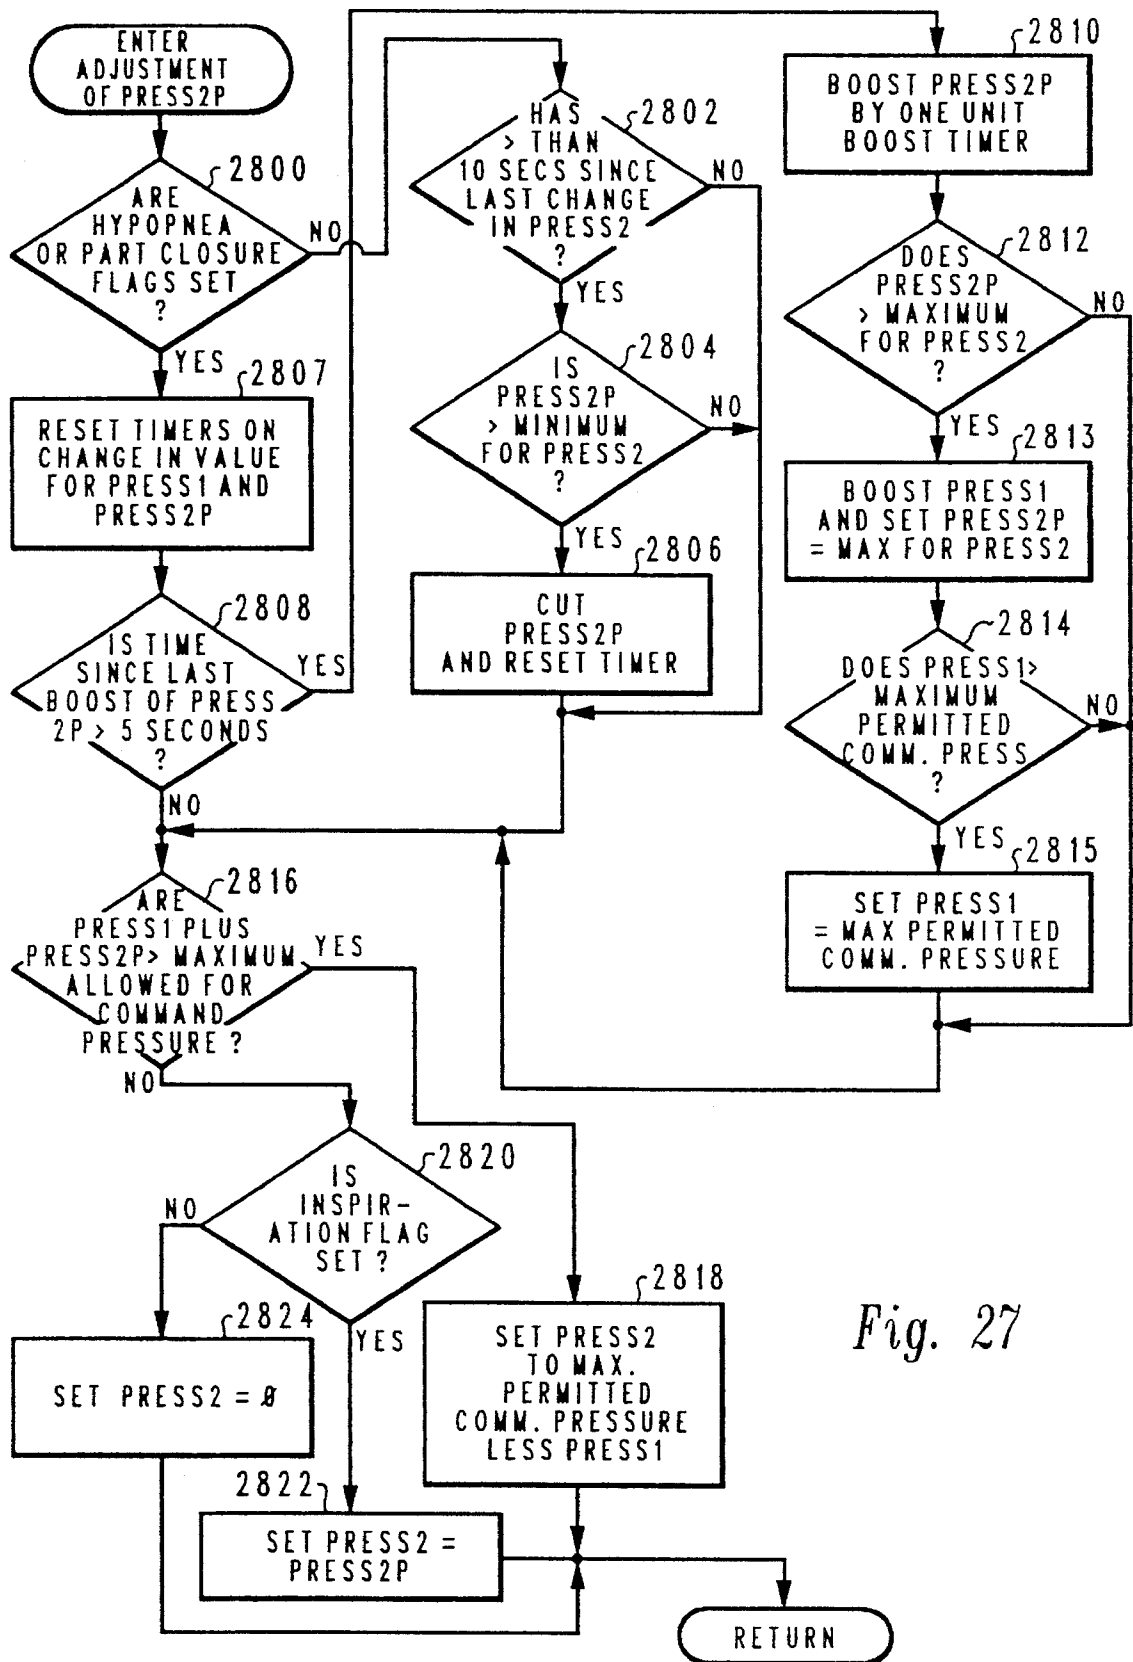 ENTER
ADJUSTMENT
OF PRESS2P
2800
ARE
HYPOPNEA
OR PART CLOSURE
FLAGS SET
?
NO
YES
2807
RESET TIMERS ON
CHANGE IN VALUE
FOR PRESS1 AND
PRESS2P
2808
IS TIME
SINCE LAST
BOOST OF PRESS
2P > 5 SECONDS
?
YES
NO
2802
HAS
> THAN
10 SECS SINCE
LAST CHANGE
IN PRESS2
?
NO
YES
2804
IS
PRESS2P
> MINIMUM
FOR PRESS2
?
NO
YES
2806
CUT
PRESS2P
AND RESET TIMER
2810
BOOST PRESS2P
BY ONE UNIT
BOOST TIMER
2812
DOES
PRESS2P
> MAXIMUM
FOR PRESS2
?
NO
YES
2813
BOOST PRESS1
AND SET PRESS2P
= MAX FOR PRESS2
2814
DOES PRESS1>
MAXIMUM
PERMITTED
COMM. PRESS
?
NO
YES
2815
SET PRESS1
= MAX PERMITTED
COMM. PRESSURE
2816
ARE
PRESS1 PLUS
PRESS2P> MAXIMUM
ALLOWED FOR
COMMAND
PRESSURE ?
YES
NO
2820
IS
INSPIR-
ATION FLAG
SET ?
NO
YES
2824
SET PRESS2 = 0
2818
SET PRESS2
TO MAX.
PERMITTED
COMM. PRESSURE
LESS PRESS1
2822
SET PRESS2 =
PRESS2P
RETURN
Fig. 27